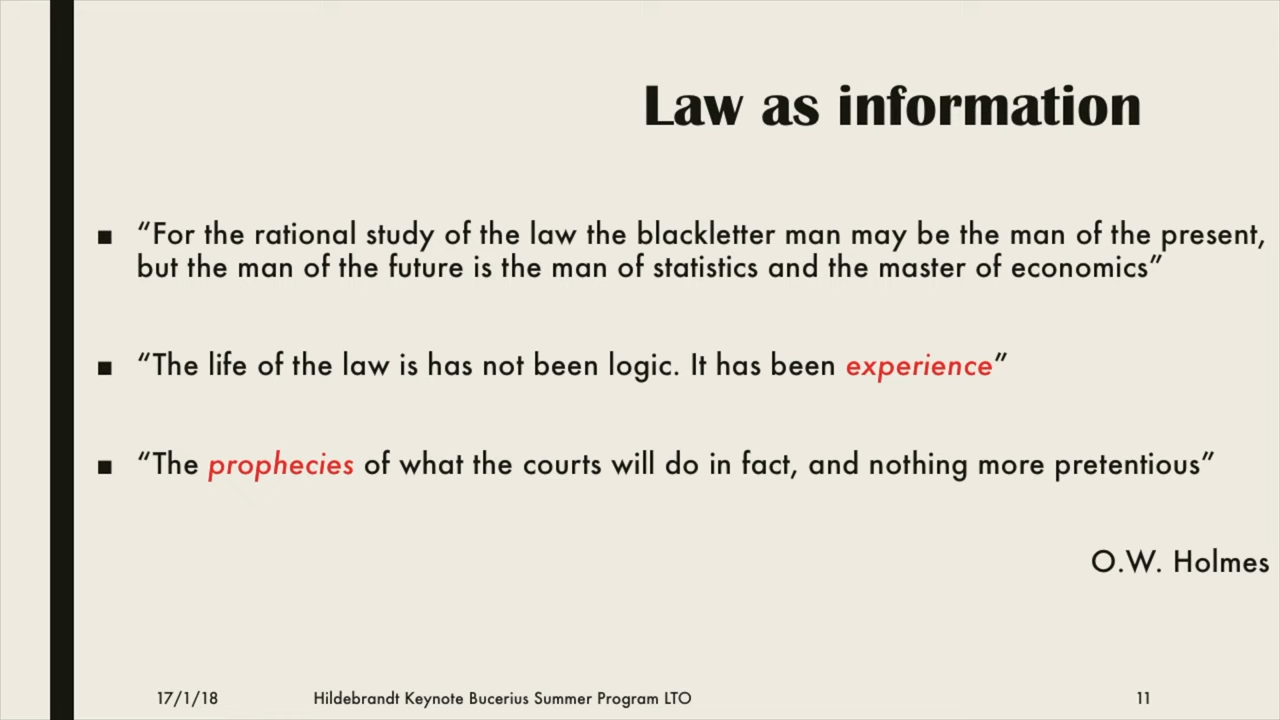 Law as information
■ “For the rational study of the law the blackletter man may be the man of the present,
but the man of the future is the man of statistics and the master of economics”
■ “The life of the law is has not been logic. It has been experience”
■ “The prophecies of what the courts will do in fact, and nothing more pretentious”
O.W. Holmes
17/1/18 Hildebrandt Keynote Bucerius Summer Program LTO 11